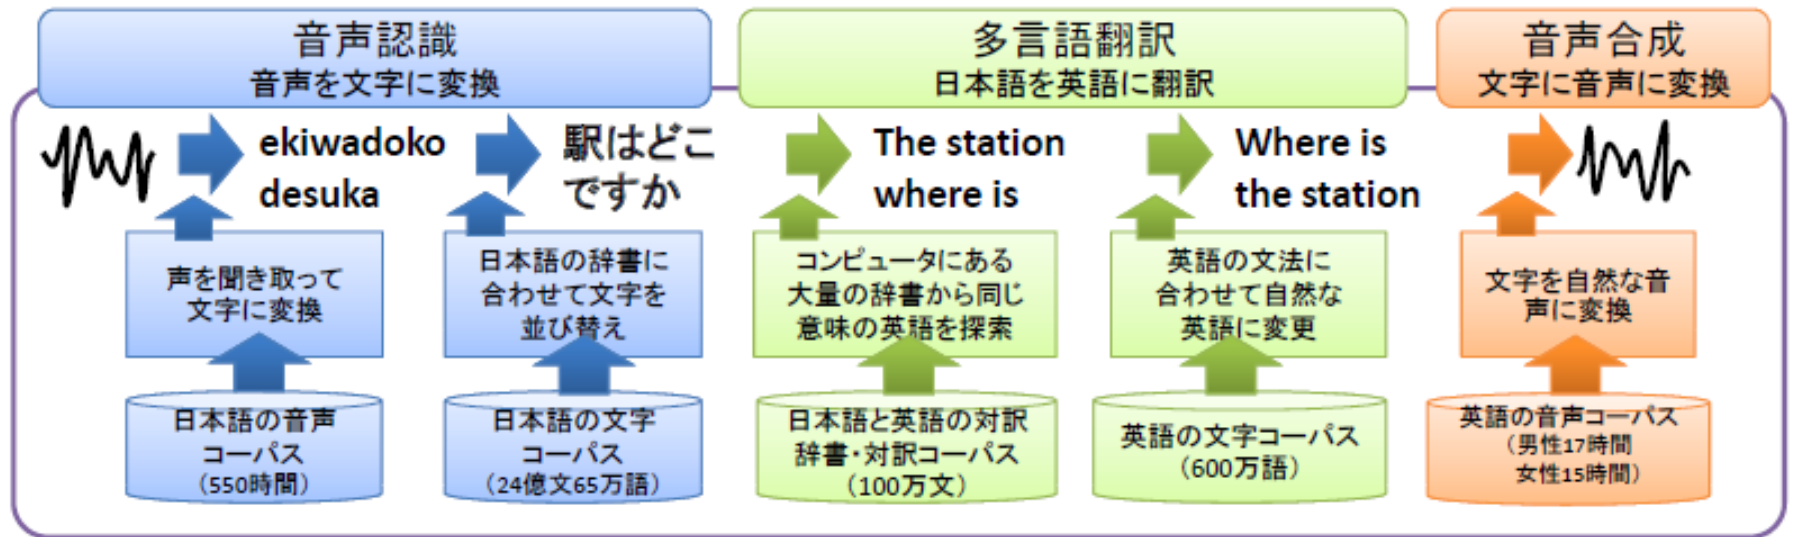 音声認識
音声を文字に変換
多言語翻訳
日本語を英語に翻訳
音声合成
文字に音声に変換
ekiwadoko
desuka
駅はどこ
ですか
The station
where is
Where is
the station
声を聞き取って
文字に変換
日本語の辞書に
合わせて文字を
並び替え
コンピュータにある
大量の辞書から同じ
意味の英語を探索
英語の文法に
合わせて自然な
英語に変更
文字を自然な音
声に変換
日本語の音声
コーパス
(550時間)
日本語の文字
コーパス
(24億文65万語)
日本語と英語の対訳
辞書・対訳コーパス
(100万文)
英語の文字コーパス
(600万語)
英語の音声コーパス
(男性17時間
女性15時間)